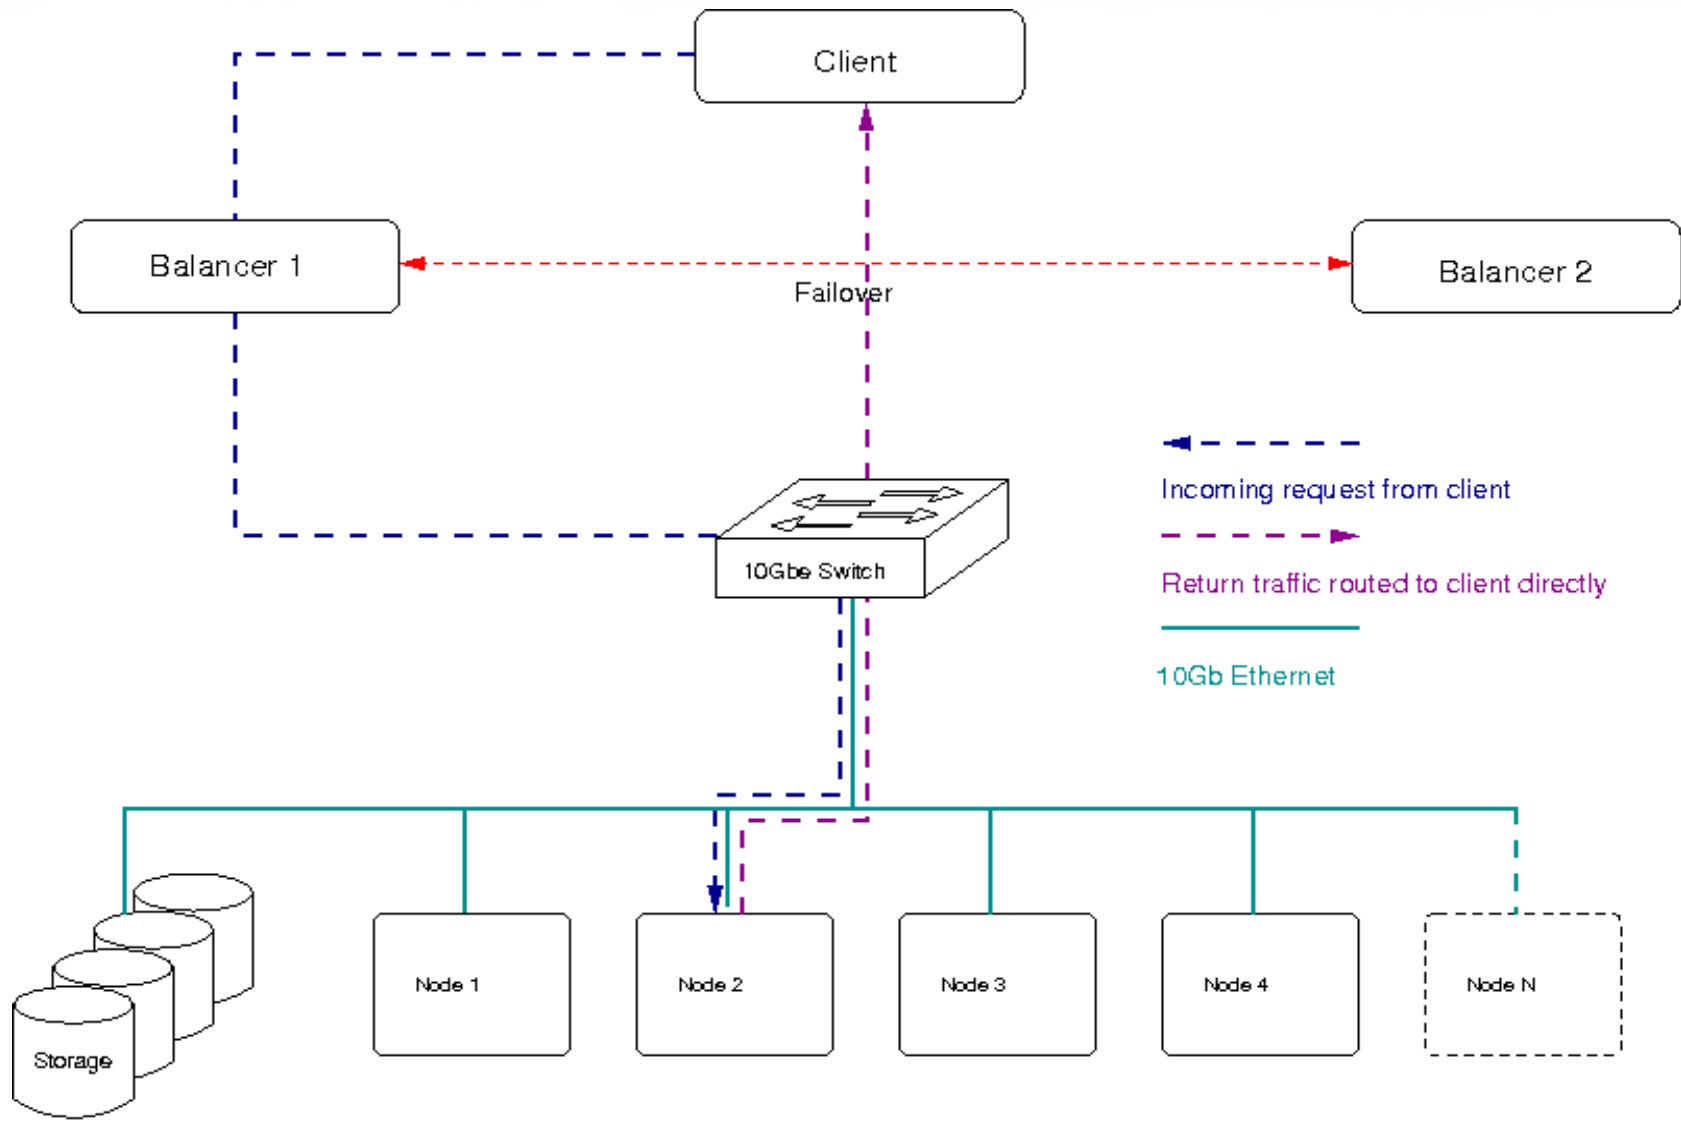 Client
Balancer 1
Balancer 2
Failover
Incoming request from client
10Gbe Switch
Return traffic routed to client directly
10Gb Ethernet
Node 1
Node 2
Node 3
Node 4
Node N
Storage